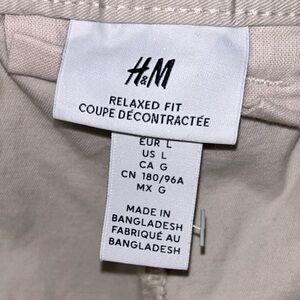 H&M
RELAXED FIT
COUPE DÉCONTRACTÉE
EUR L
US L
CA G
CN 180/96A
MX G
MADE IN
BANGLADESH
FABRIQUÉ AU
BANGLADESH